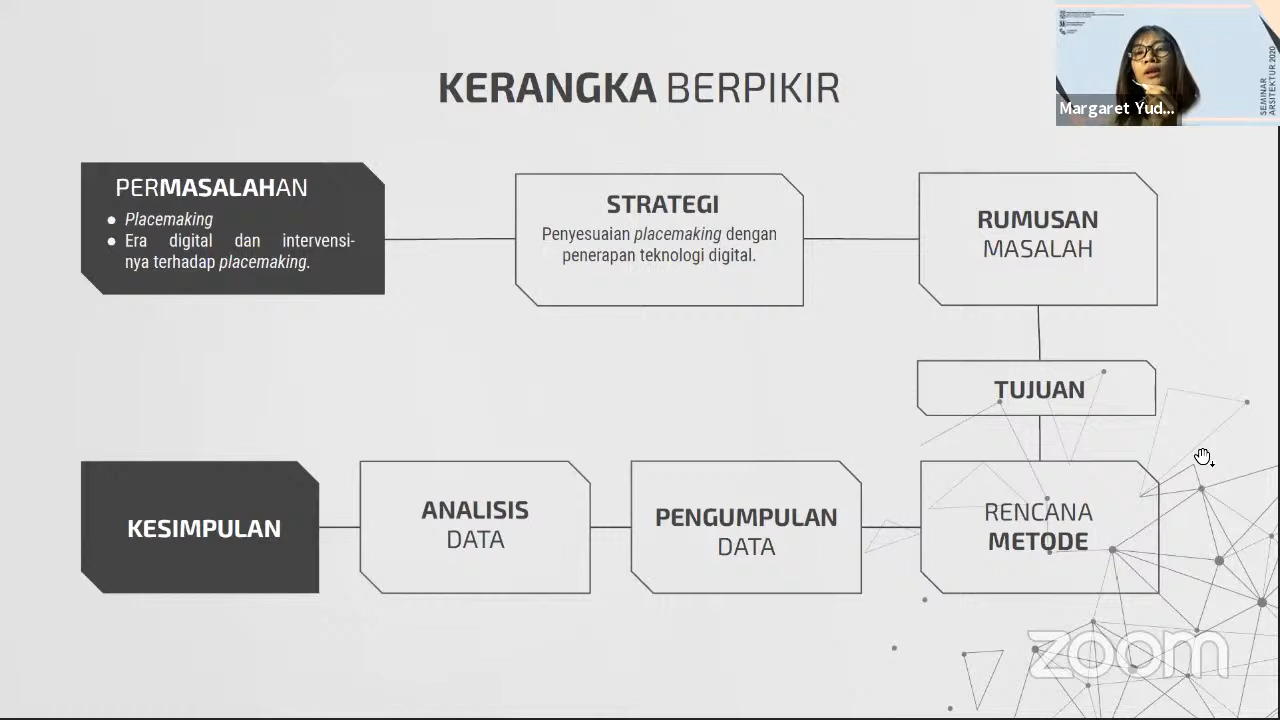 KERANGKA BERPIKIR
SEMINAR
ARSITEKTUR 2020
Margaret Yud...
PERMASALAHAN
● Placemaking
● Era digital dan intervensi-
nya terhadap placemaking.
STRATEGI
Penyesuaian placemaking dengan
penerapan teknologi digital.
RUMUSAN
MASALAH
TUJUAN
KESIMPULAN
ANALISIS
DATA
PENGUMPULAN
DATA
RENCANA
METODE
zoom